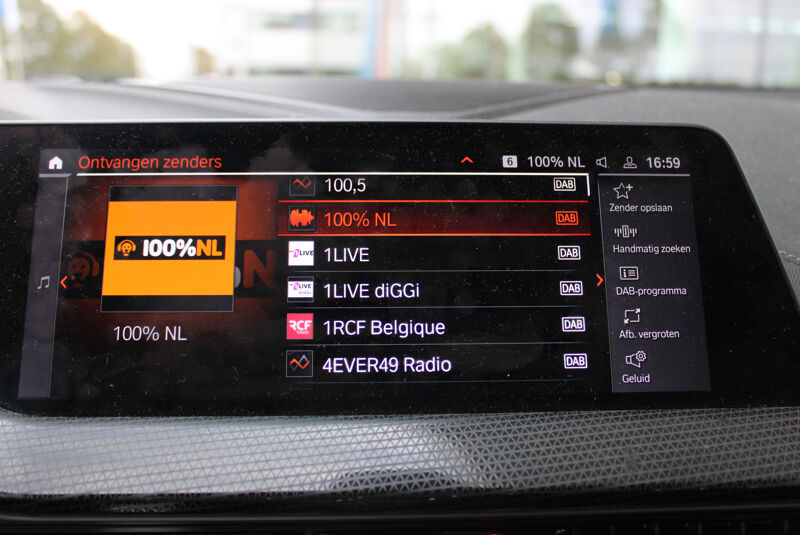 Ontvangen zenders
6 100% NL 16:59
100%NL
100% NL
100,5 DAB
100% NL DAB
1LIVE DAB
1LIVE diGGi DAB
RCF 1RCF Belgique DAB
4EVER49 Radio DAB
Zender opslaan
Handmatig zoeken
DAB-programma
Afb. vergroten
Geluid